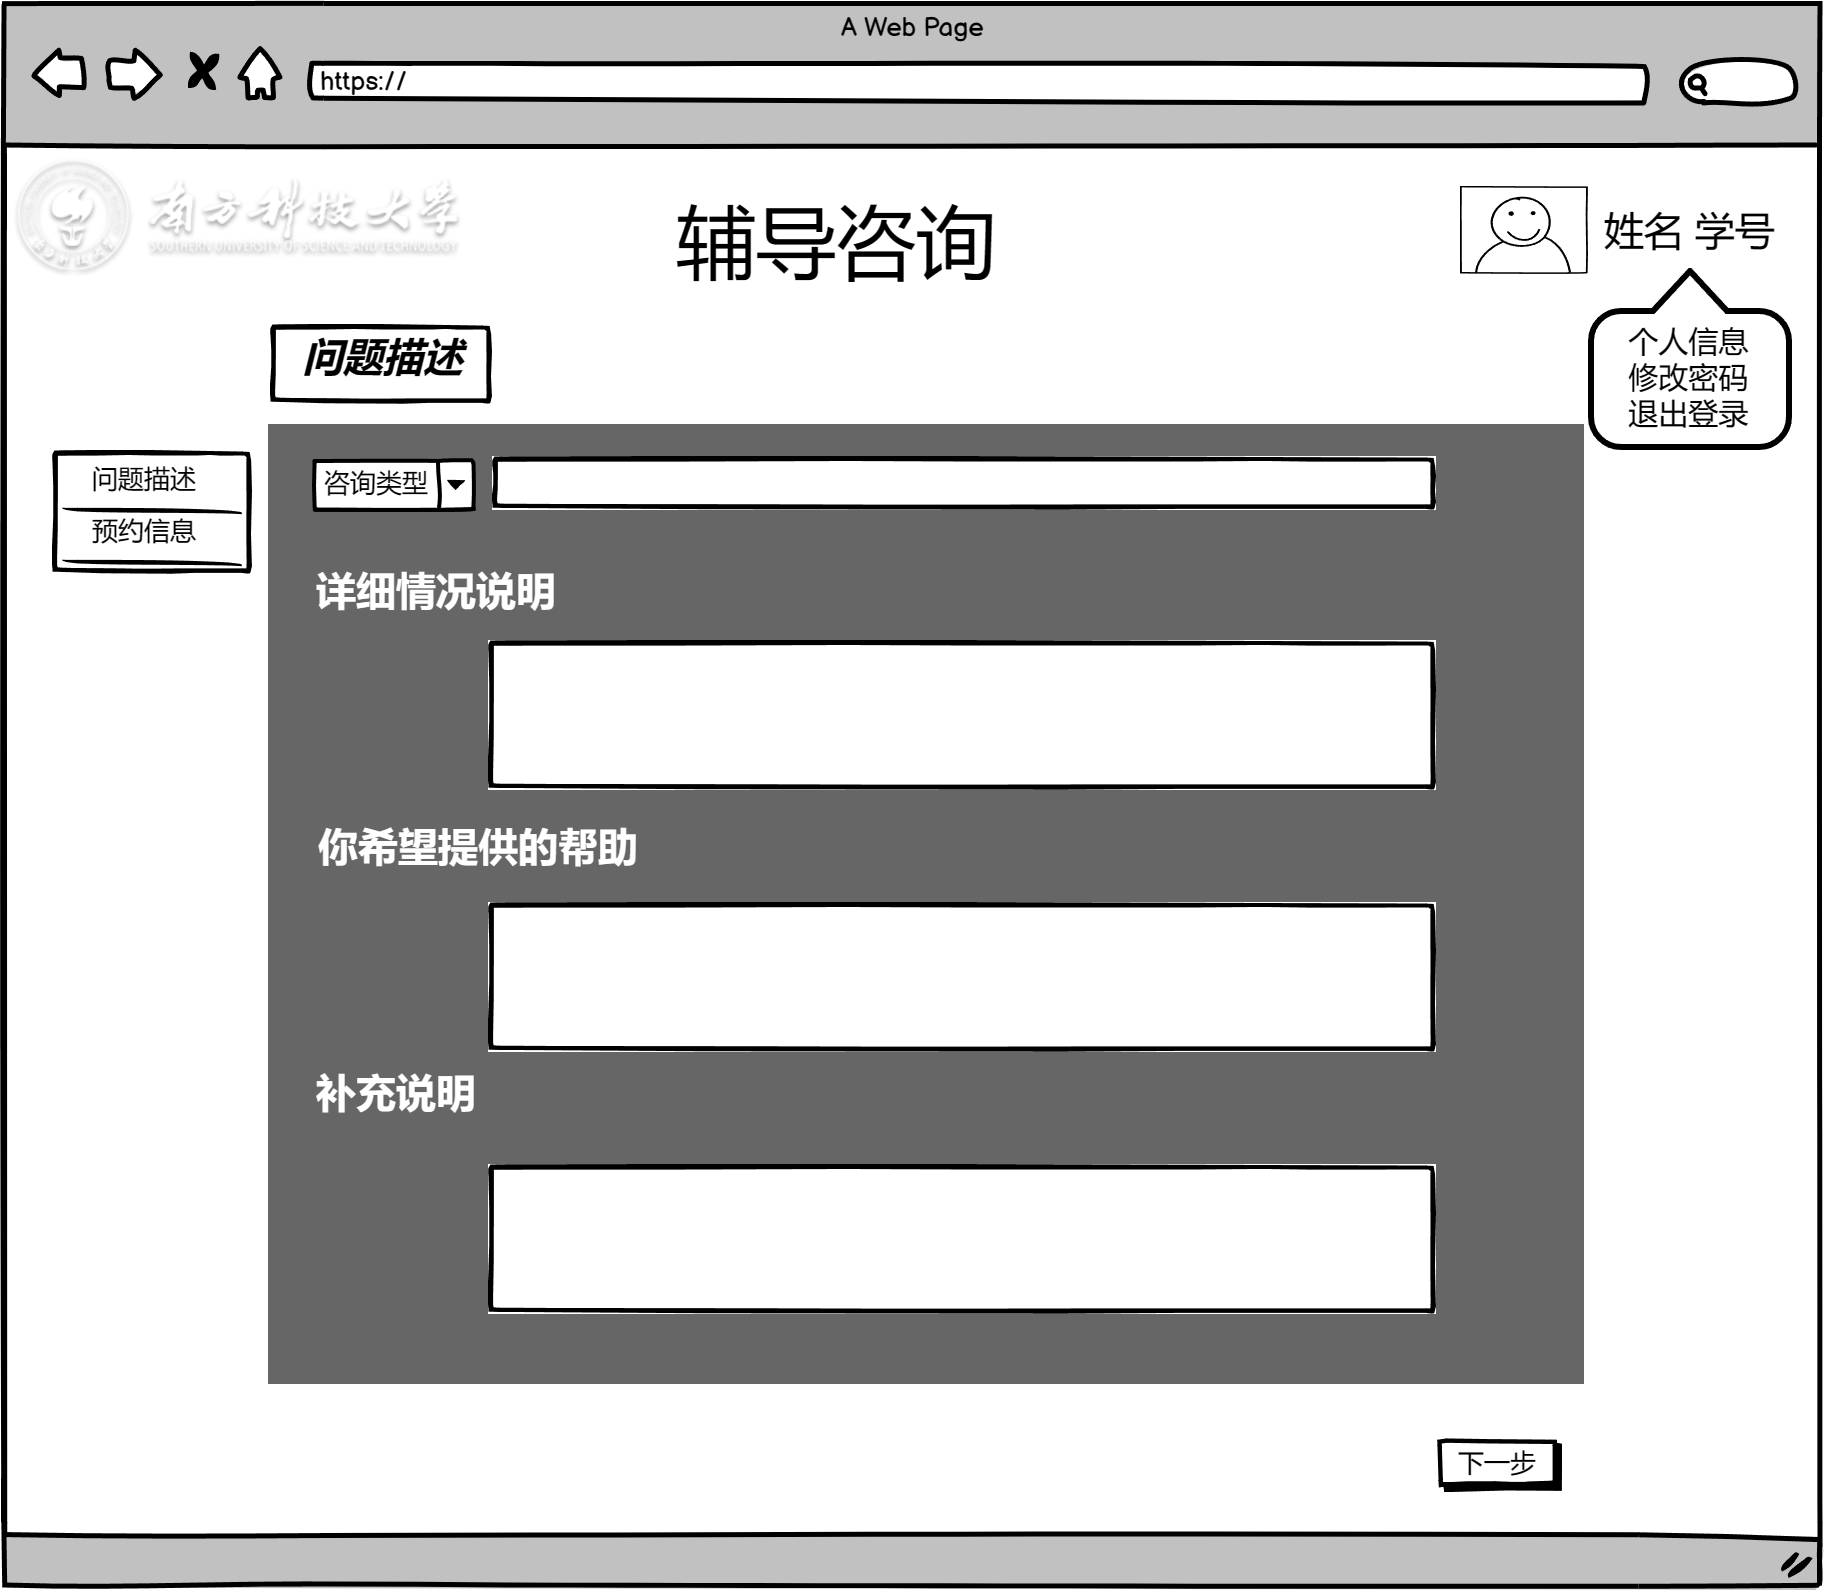 A Web Page
https://
南方科技大学
SOUTHERN UNIVERSITY OF SCIENCE AND TECHNOLOGY
辅导咨询
姓名 学号
个人信息
修改密码
退出登录
问题描述
问题描述
预约信息
咨询类型
详细情况说明
你希望提供的帮助
补充说明
下一步